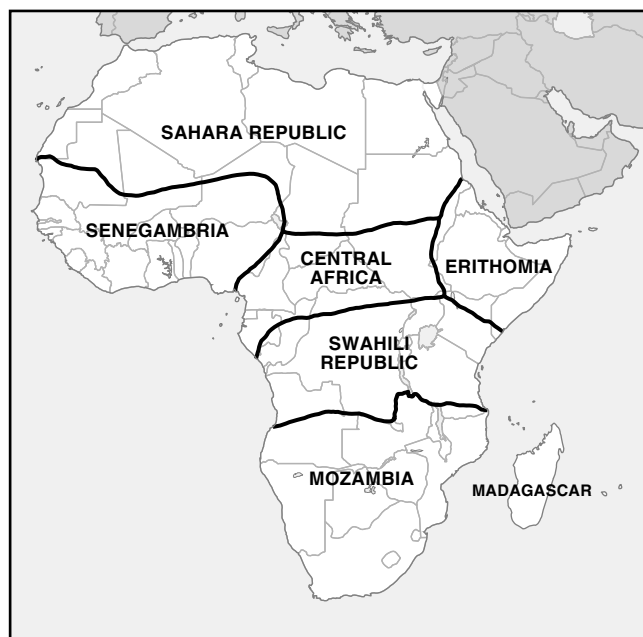 SAHARA REPUBLIC
SENEGAMBRIA
CENTRAL
AFRICA
ERITHOMIA
SWAHILI
REPUBLIC
MOZAMBIA
MADAGASCAR